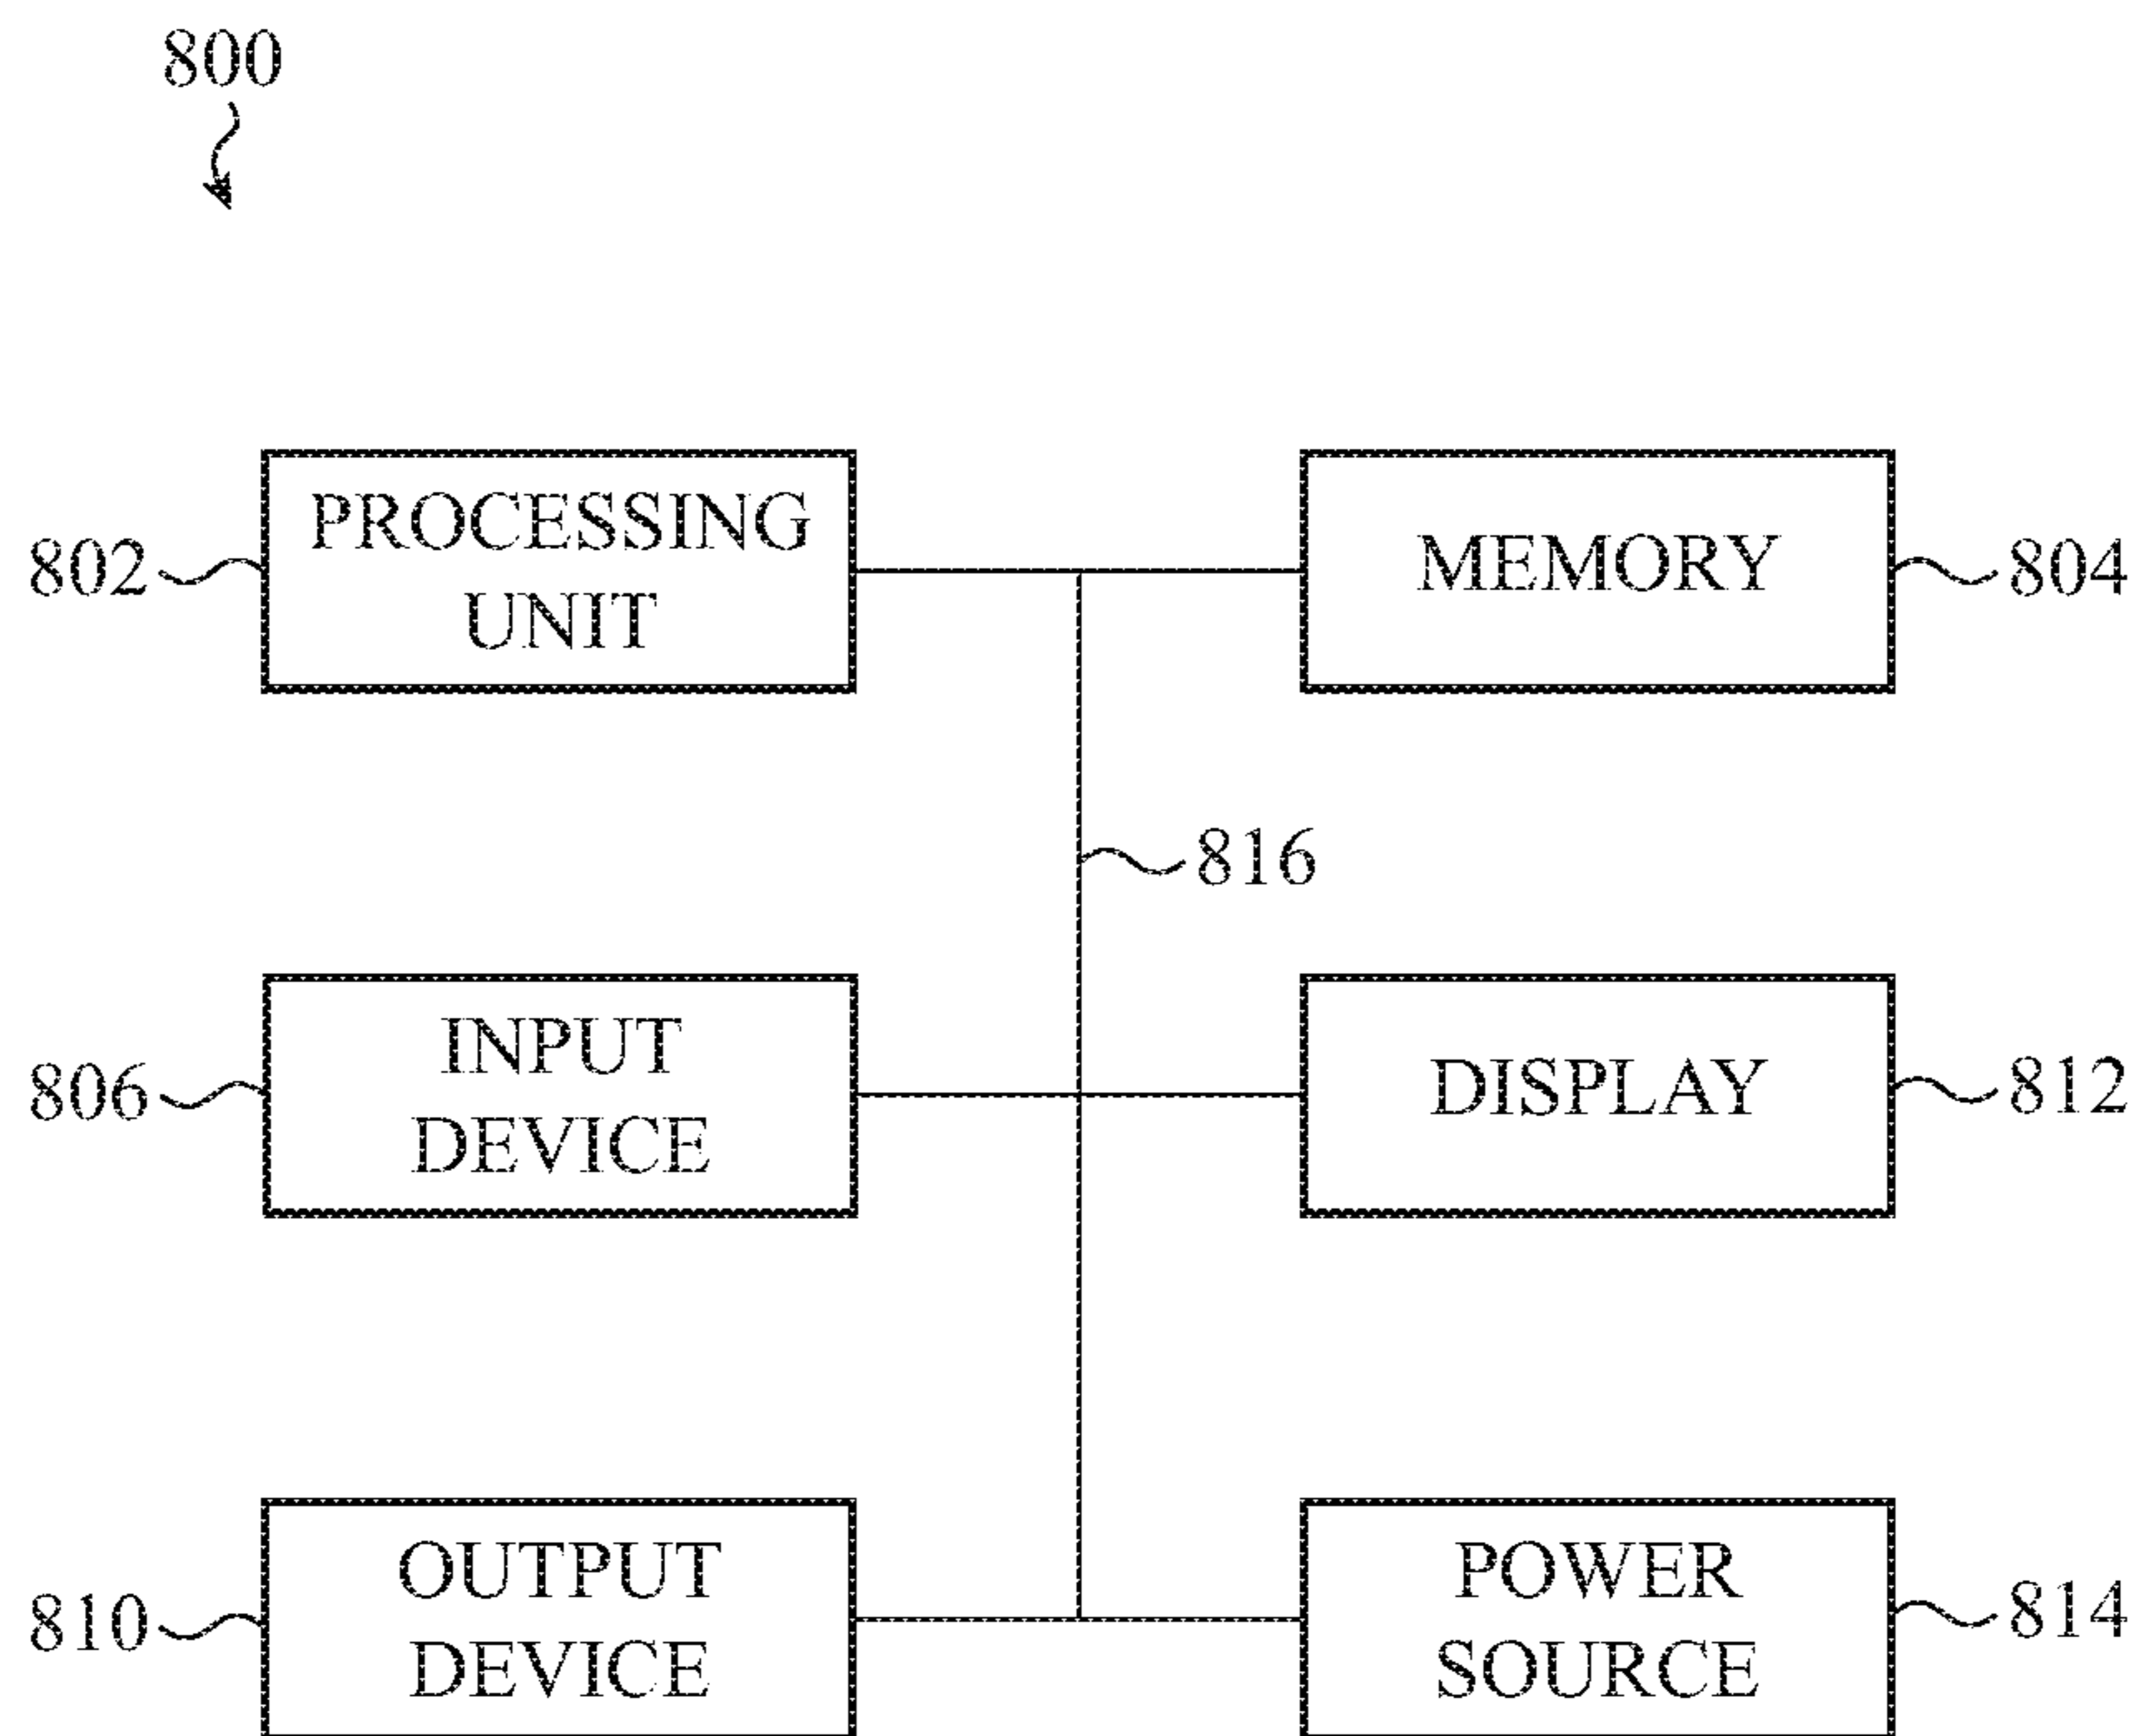 800
PROCESSING
UNIT
802
MEMORY
804
816
INPUT
DEVICE
806
DISPLAY
812
OUTPUT
DEVICE
810
POWER
SOURCE
814